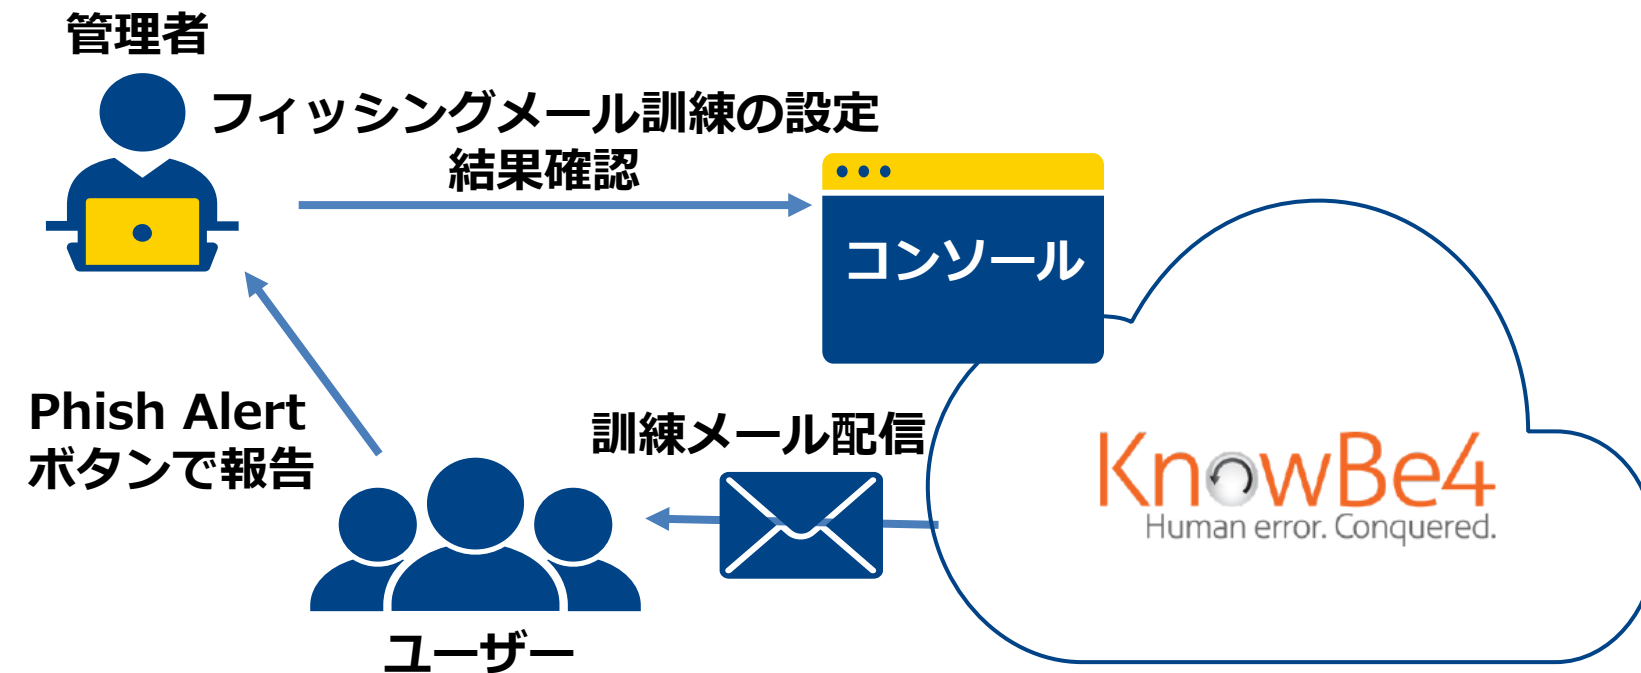 管理者
フィッシングメール訓練の設定
結果確認
コンソール
Phish Alert
ボタンで報告
訓練メール配信
KnowBe4
Human error. Conquered.
ユーザー